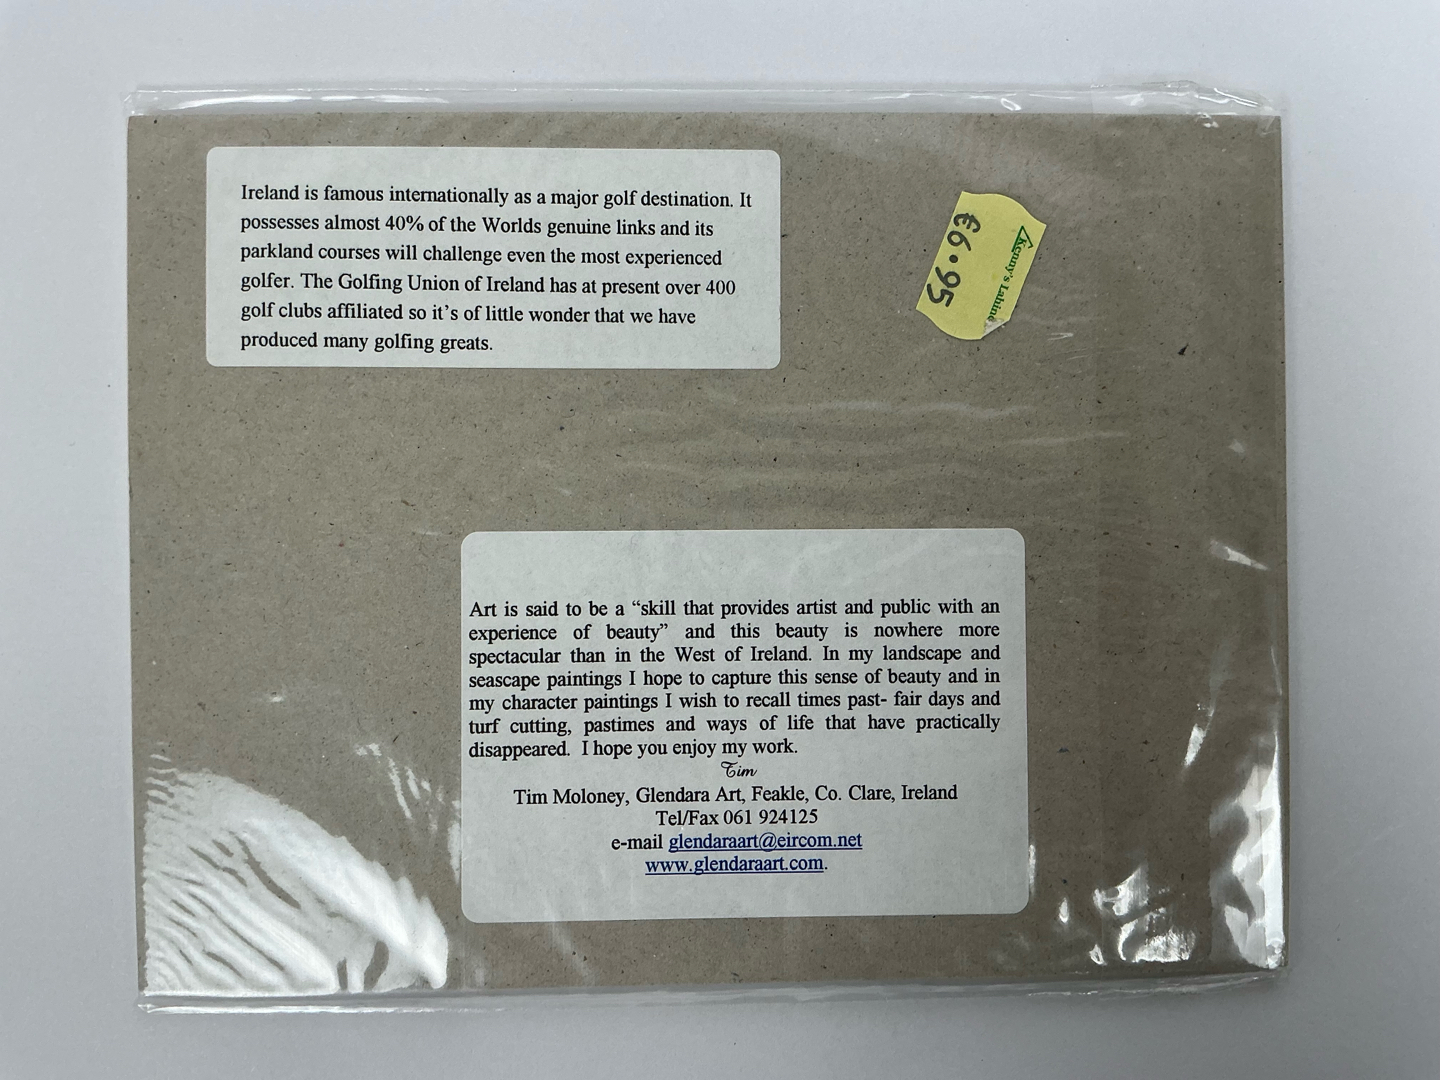 Ireland is famous internationally as a major golf destination. It
possesses almost 40% of the Worlds genuine links and its
parkland courses will challenge even the most experienced
golfer. The Golfing Union of Ireland has at present over 400
golf clubs affiliated so it's of little wonder that we have
produced many golfing greats.
Kenny's Lahinc
€6.95
Art is said to be a “skill that provides artist and public with an
experience of beauty” and this beauty is nowhere more
spectacular than in the West of Ireland. In my landscape and
seascape paintings I hope to capture this sense of beauty and in
my character paintings I wish to recall times past- fair days and
turf cutting, pastimes and ways of life that have practically
disappeared. I hope you enjoy my work.
Tim
Tim Moloney, Glendara Art, Feakle, Co. Clare, Ireland
Tel/Fax 061 924125
e-mail glendaraart@eircom.net
www.glendaraart.com.